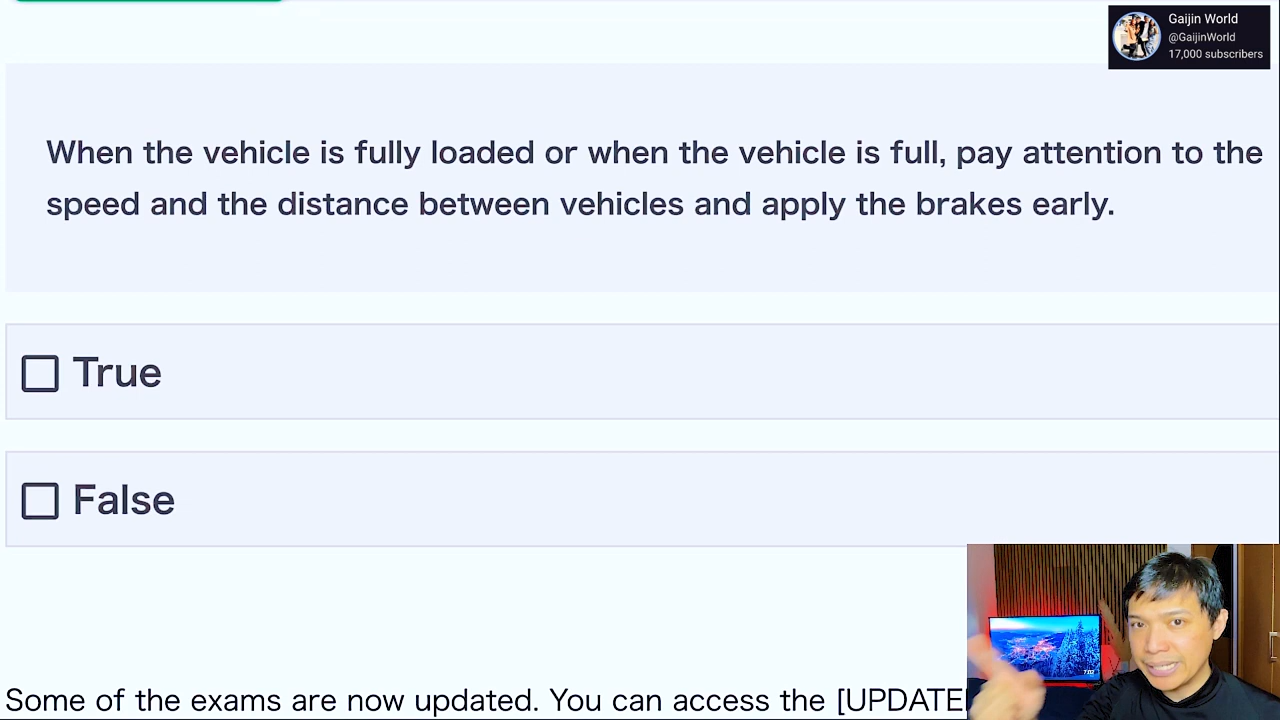 Gaijin World
@GaijinWorld
17,000 subscribers
When the vehicle is fully loaded or when the vehicle is full, pay attention to the
speed and the distance between vehicles and apply the brakes early.
True
False
Some of the exams are now updated. You can access the [UPDATE
7:02